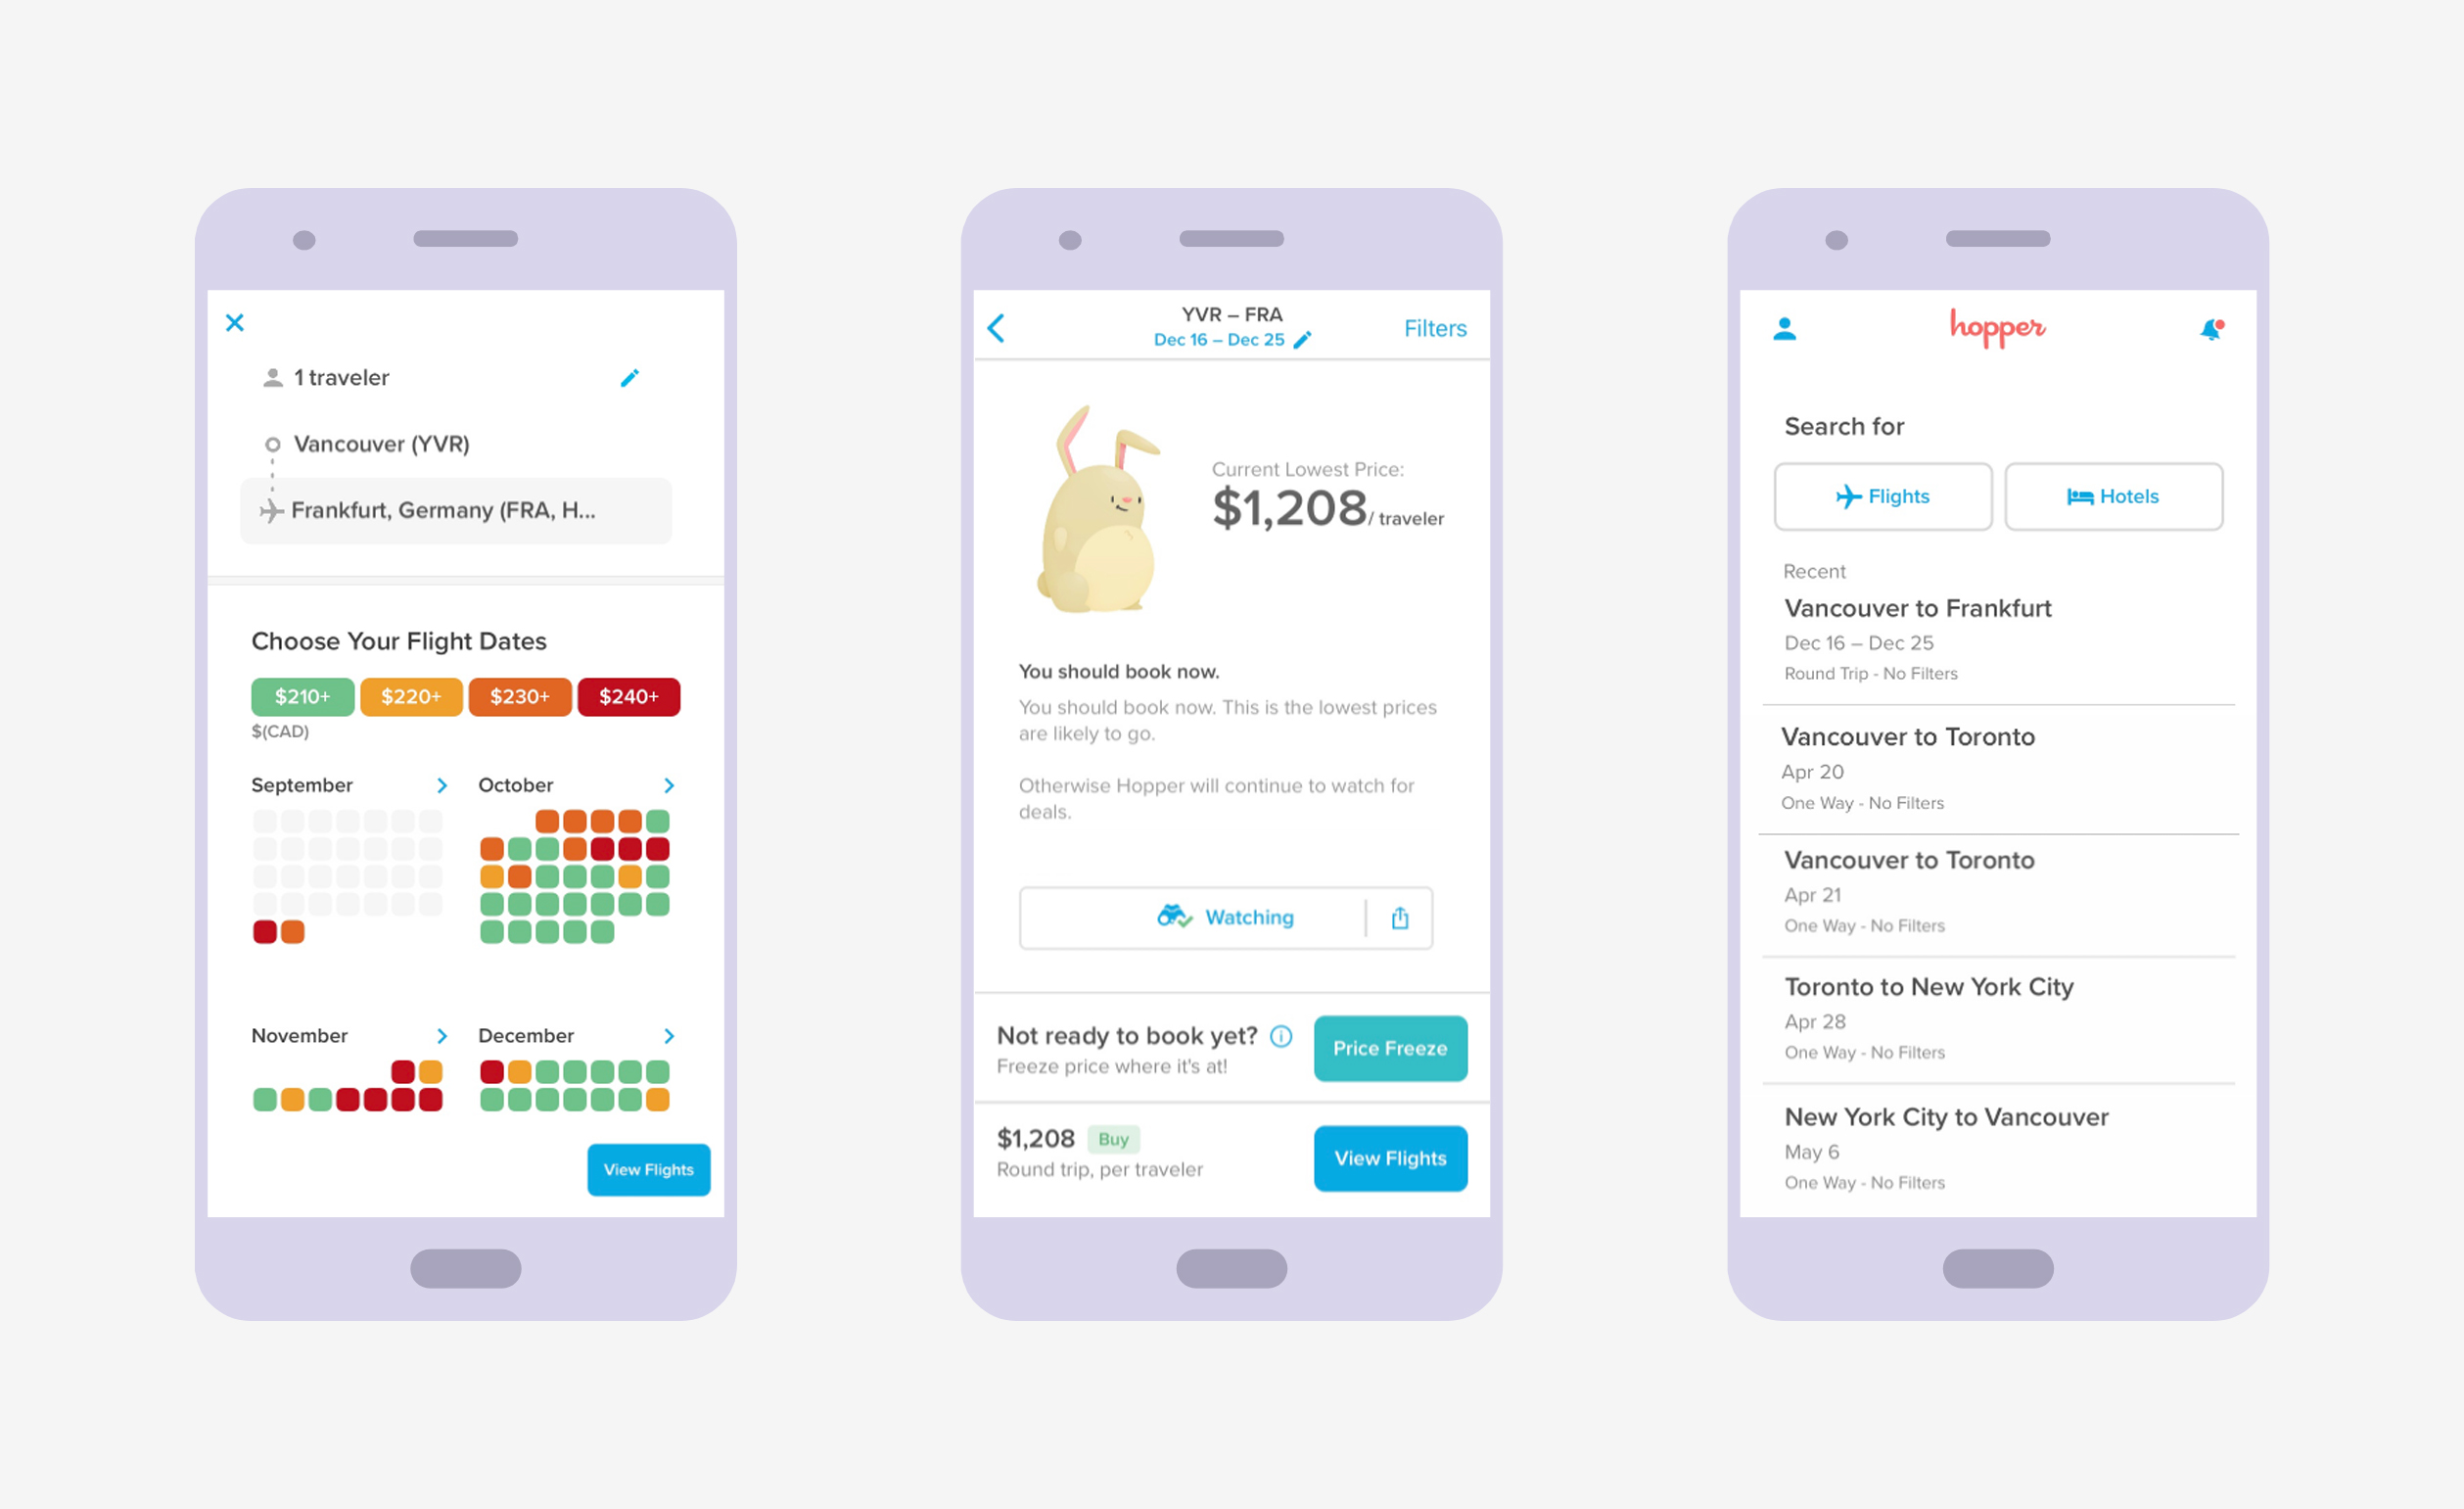 1 traveler
Vancouver (YVR)
Frankfurt, Germany (FRA, H...
Choose Your Flight Dates
$210+ $220+ $230+ $240+
$(CAD)
September October
November December
View Flights
YVR – FRA
Dec 16 – Dec 25
Filters
Current Lowest Price:
$1,208/ traveler
You should book now.
You should book now. This is the lowest prices
are likely to go.
Otherwise Hopper will continue to watch for
deals.
Watching
Not ready to book yet?
Freeze price where it's at!
Price Freeze
$1,208 Buy
Round trip, per traveler
View Flights
hopper
Search for
Flights Hotels
Recent
Vancouver to Frankfurt
Dec 16 – Dec 25
Round Trip - No Filters
Vancouver to Toronto
Apr 20
One Way - No Filters
Vancouver to Toronto
Apr 21
One Way - No Filters
Toronto to New York City
Apr 28
One Way - No Filters
New York City to Vancouver
May 6
One Way - No Filters